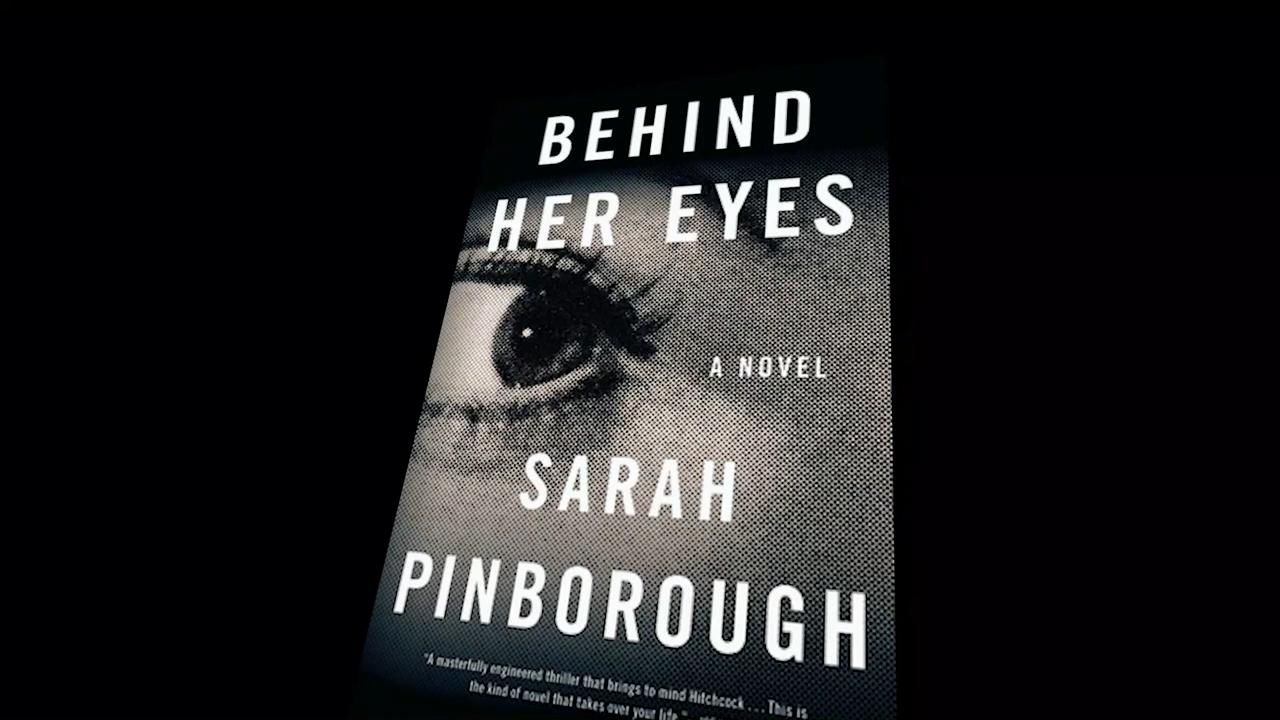 BEHIND
HER EYES
A NOVEL
SARAH
PINBOROUGH
"A masterfully engineered thriller that brings to mind Hitchcock . . . This is
the kind of novel that takes over your life."